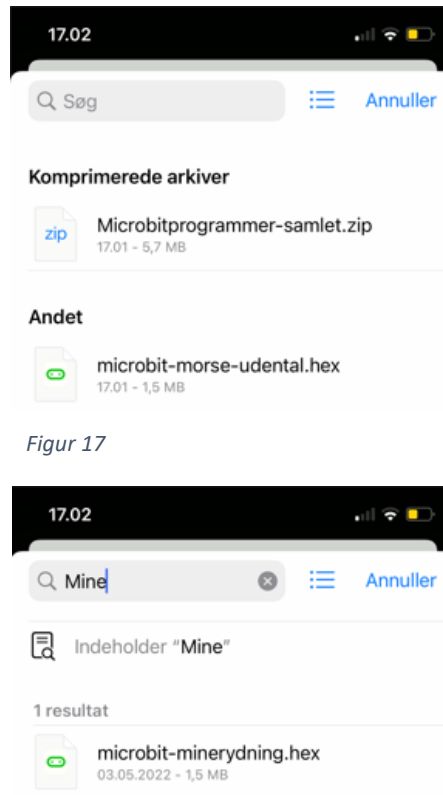 17.02
Søg
Annuller
Komprimerede arkiver
zip
Microbitprogrammer-samlet.zip
17.01 - 5,7 MB
Andet
microbit-morse-udental.hex
17.01 - 1,5 MB
Figur 17
17.02
Mine
Annuller
Indeholder "Mine"
1 resultat
microbit-minerydning.hex
03.05.2022 - 1,5 MB